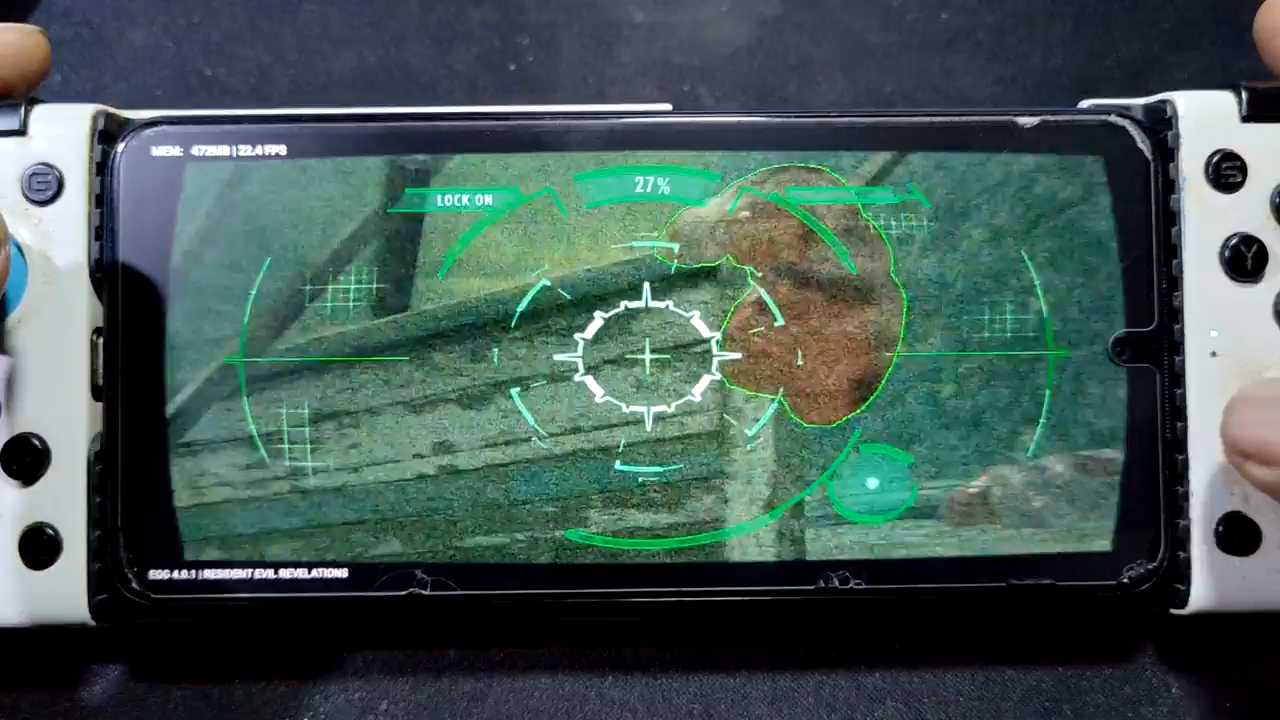 MEM: 472MB | 22.4 FPS
27%
LOCK ON
S
Y
EGG 4.0.1 | RESIDENT EVIL REVELATIONS